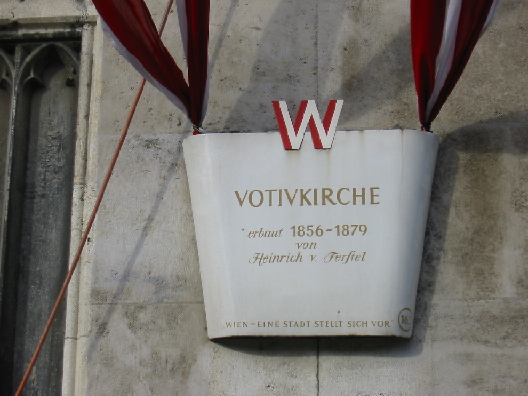 W
VOTIVKIRCHE
erbaut 1856-1879
von
Heinrich v. Ferstel
WIEN - EINE STADT STELLT SICH VOR